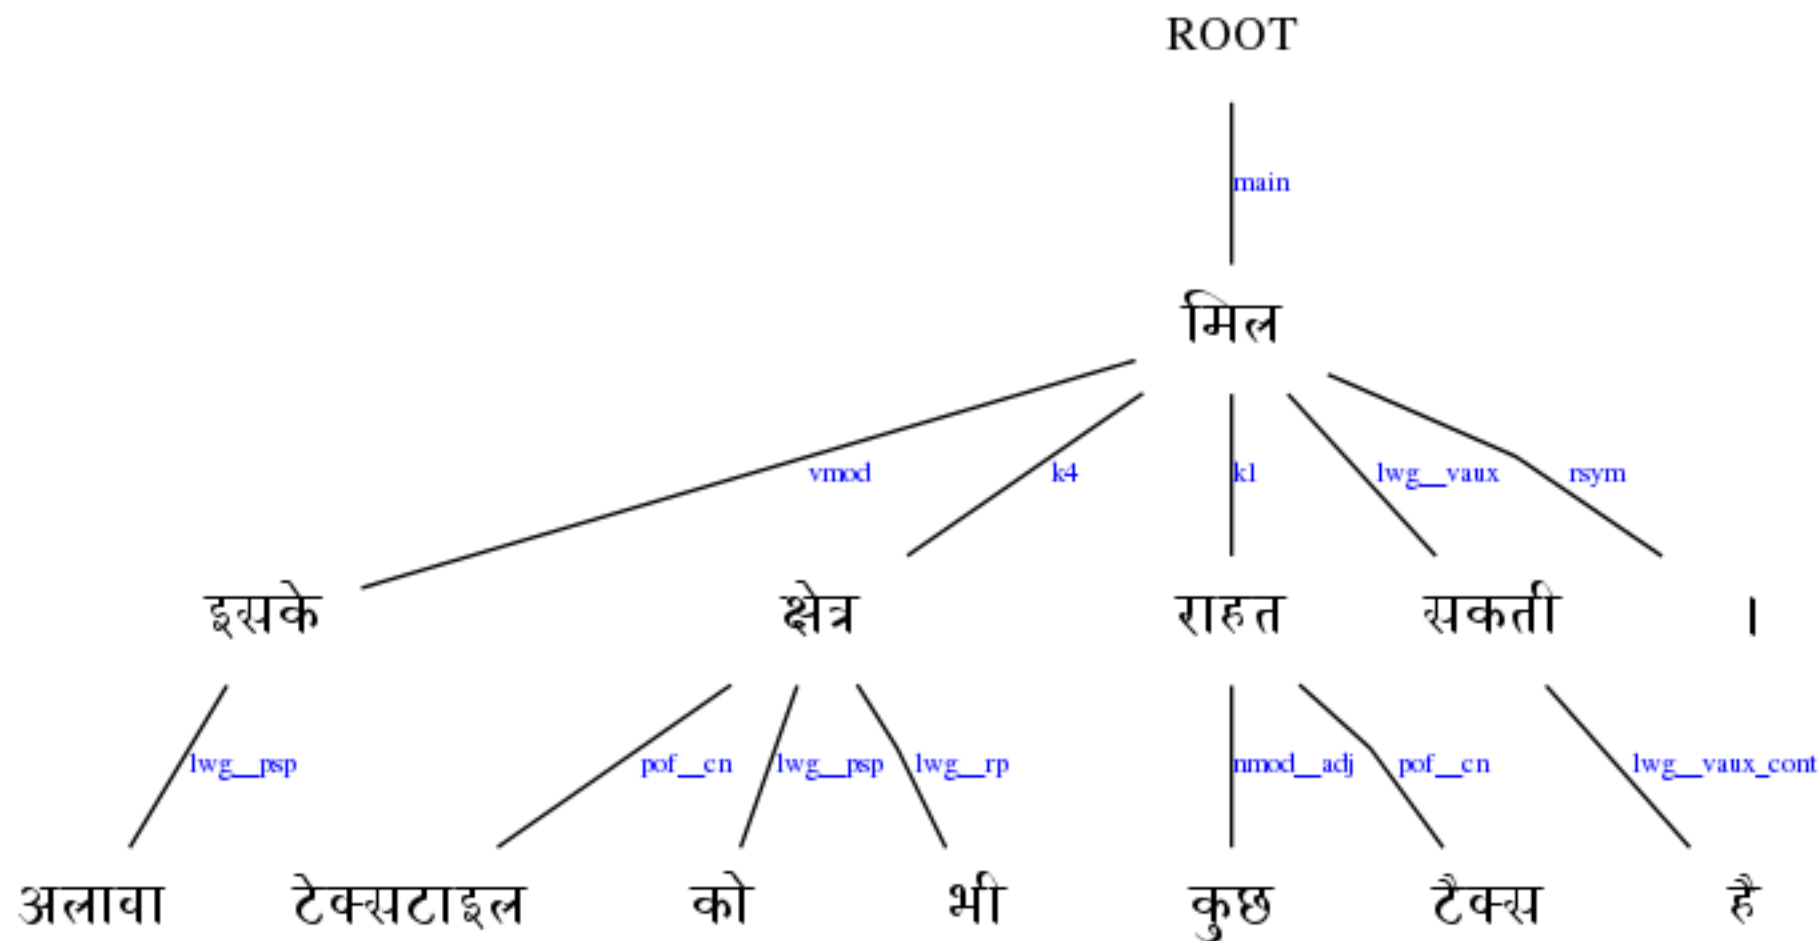 ROOT
main
मिल
vmod k4 k1 lwg__vaux rsym
इसके क्षेत्र राहत सकती ।
lwg__psp pof__cn lwg__psp lwg__rp nmod__adj pof__cn lwg__vaux_cont
अलावा टेक्सटाइल को भी कुछ टैक्स है